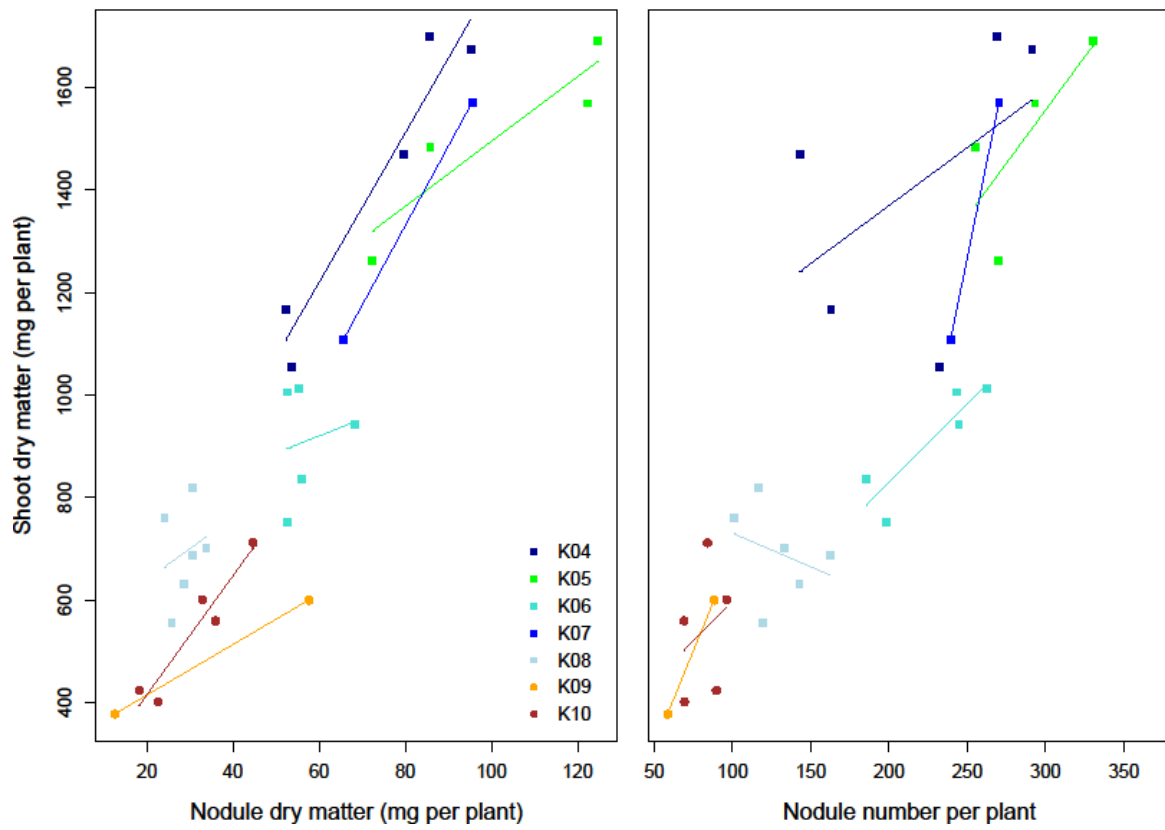 Shoot dry matter (mg per plant)
1600
1400
1200
1000
800
600
400
K04
K05
K06
K07
K08
K09
K10
20 40 60 80 100 120
50 100 150 200 250 300 350
Nodule dry matter (mg per plant)
Nodule number per plant